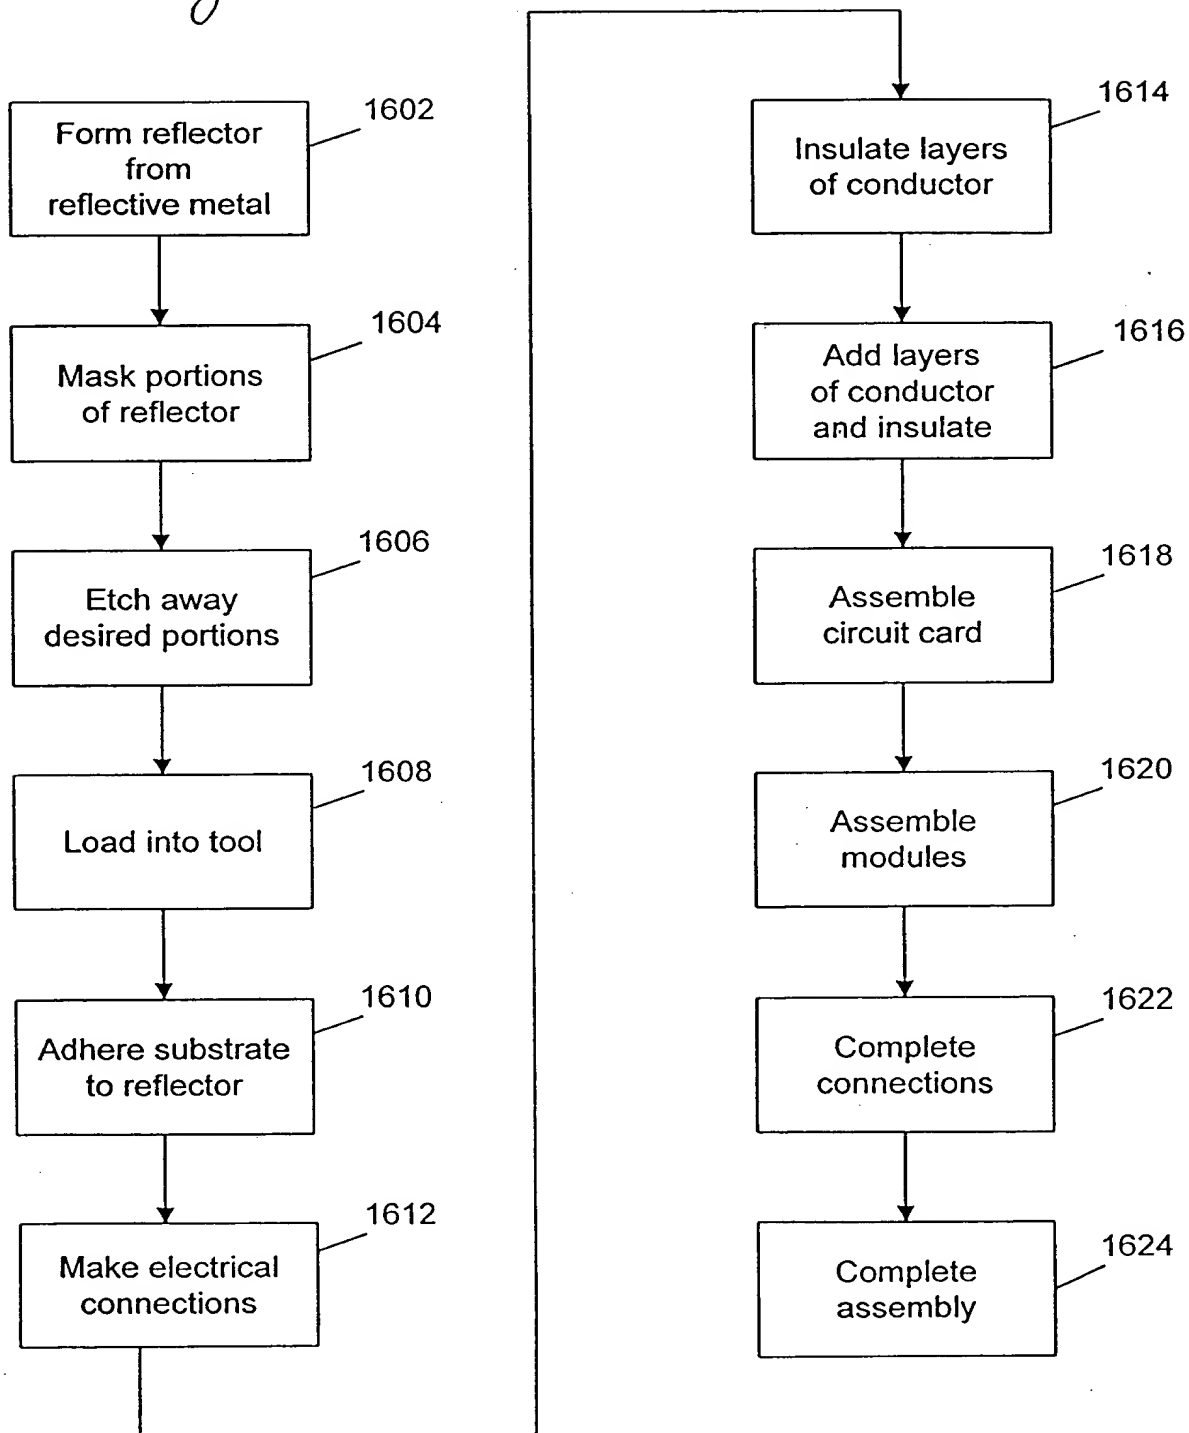 1602
Form reflector
from
reflective metal
1604
Mask portions
of reflector
1606
Etch away
desired portions
1608
Load into tool
1610
Adhere substrate
to reflector
1612
Make electrical
connections
1614
Insulate layers
of conductor
1616
Add layers
of conductor
and insulate
1618
Assemble
circuit card
1620
Assemble
modules
1622
Complete
connections
1624
Complete
assembly